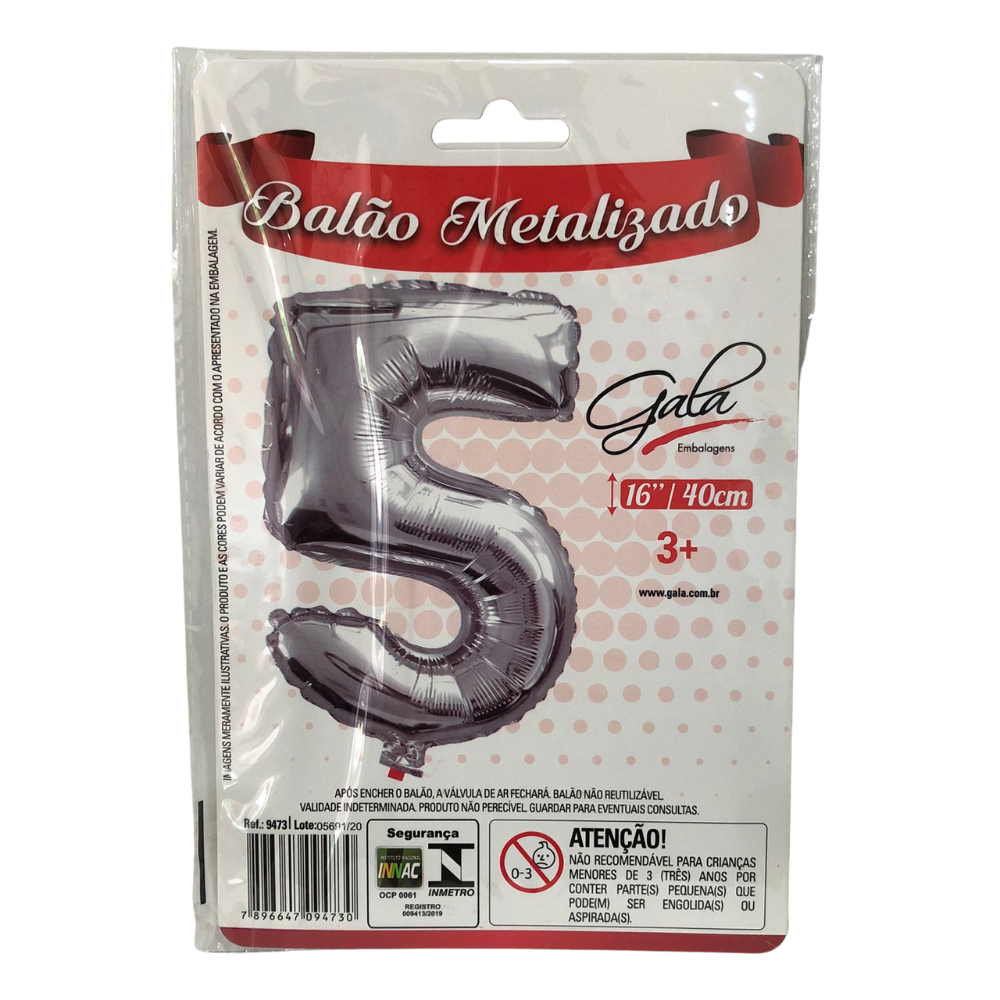 Balão Metalizado
IMAGENS MERAMENTE ILUSTRATIVAS. O PRODUTO E AS CORES PODEM VARIAR DE ACORDO COM O APRESENTADO NA EMBALAGEM.
5
Gala
Embalagens
16’’ / 40cm
3+
www.gala.com.br
APÓS ENCHER O BALÃO, A VÁLVULA DE AR FECHARÁ. BALÃO NÃO REUTILIZÁVEL.
VALIDADE INDETERMINADA. PRODUTO NÃO PERECÍVEL. GUARDAR PARA EVENTUAIS CONSULTAS.
Ref.: 9473 Lote:05691/20
7 896647 094730
Segurança
INSTITUTO NACIONAL
INNAC
OCP 0061
INMETRO
REGISTRO
009413/2019
0-3
ATENÇÃO!
NÃO RECOMENDÁVEL PARA CRIANÇAS
MENORES DE 3 (TRÊS) ANOS POR
CONTER PARTE(S) PEQUENA(S) QUE
PODE(M) SER ENGOLIDA(S) OU
ASPIRADA(S).